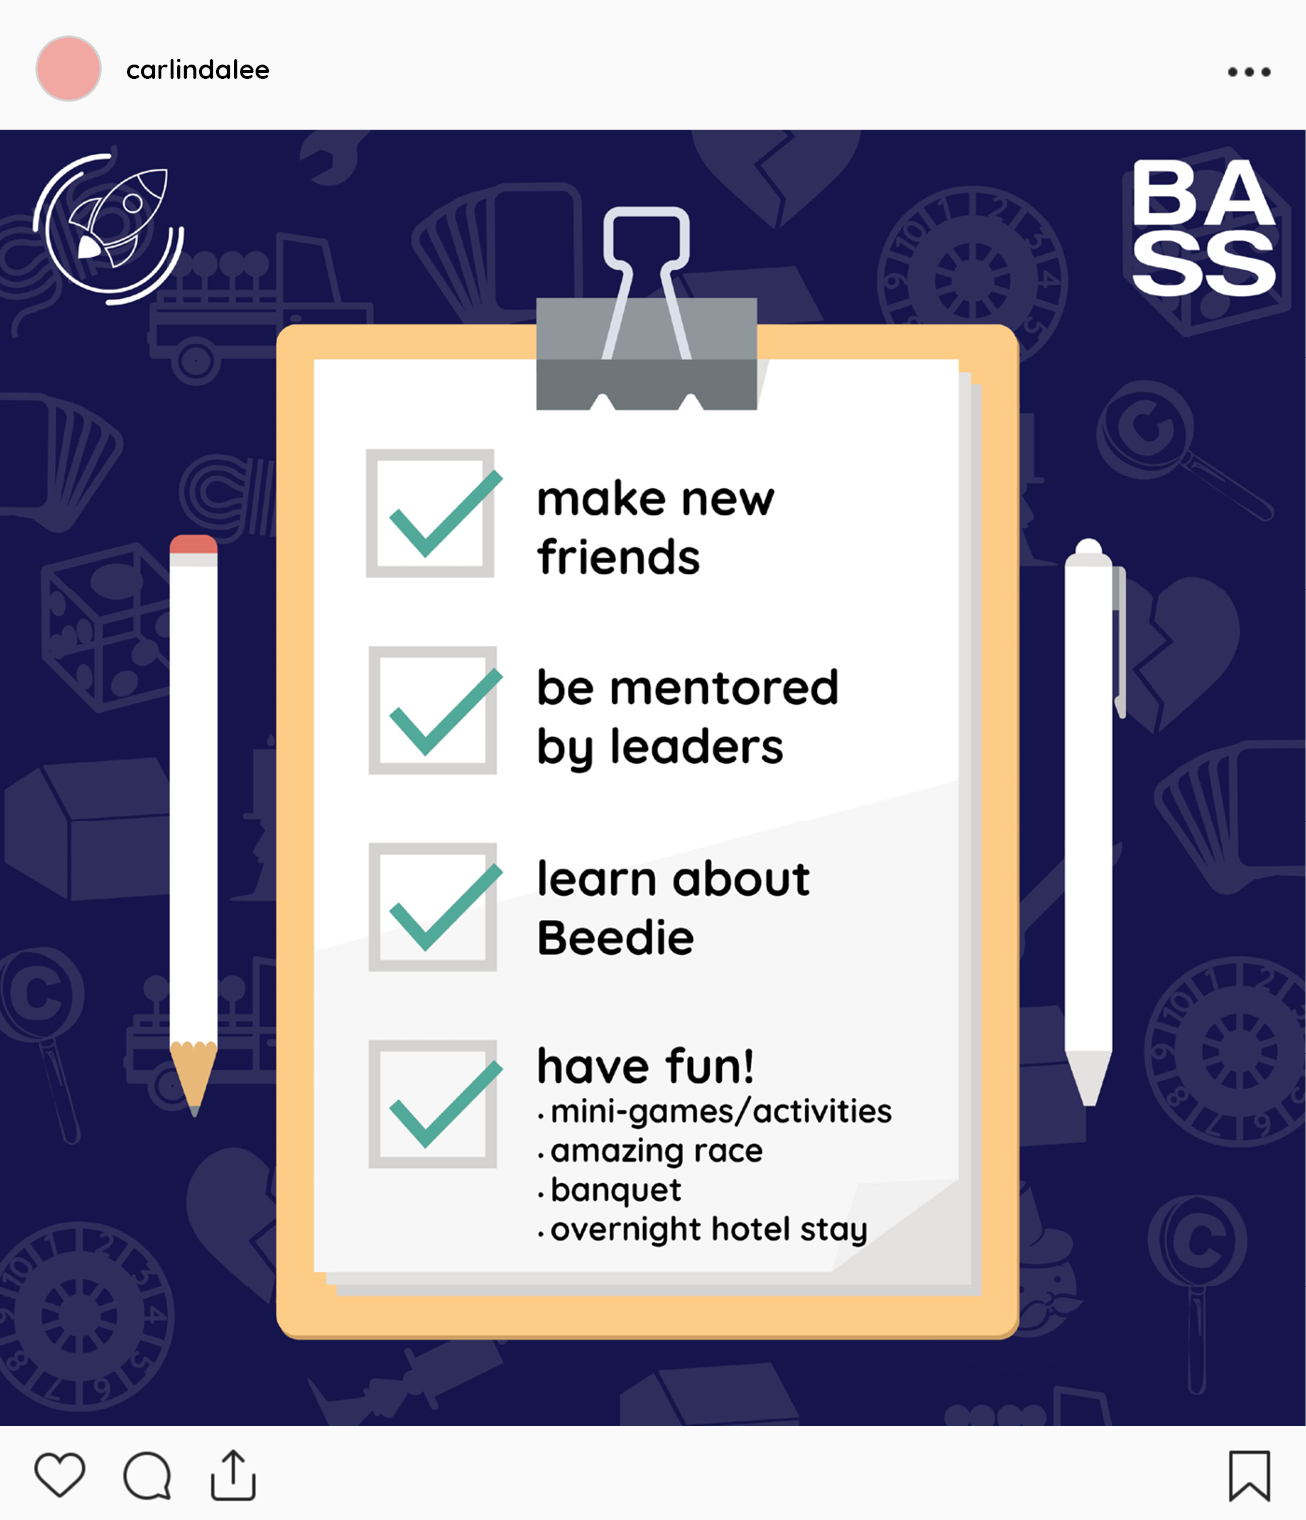 carlindalee
BA
SS
make new
friends
be mentored
by leaders
learn about
Beedie
have fun!
· mini-games/activities
· amazing race
· banquet
· overnight hotel stay